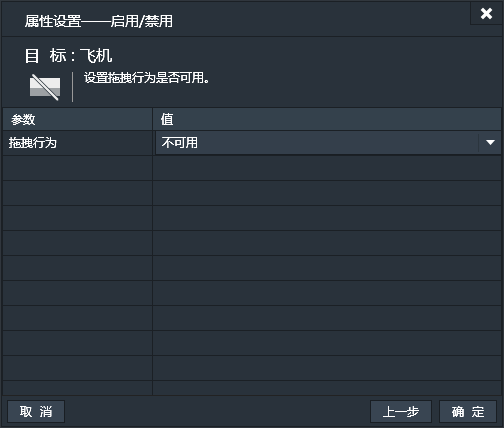 属性设置——启用/禁用
目 标：飞机
设置拖拽行为是否可用。
参数 值
拖拽行为 不可用
取 消 上一步 确 定